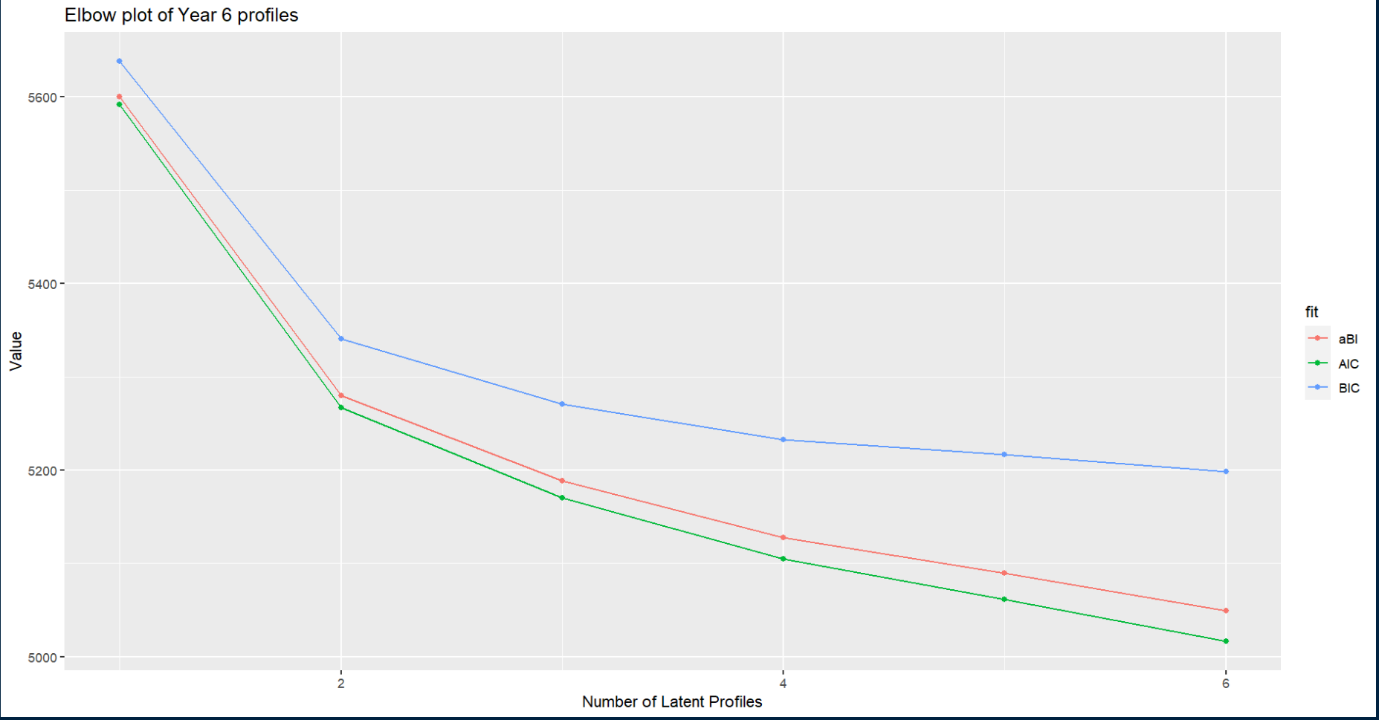 Elbow plot of Year 6 profiles
5600
5400
5200
5000
Value
2
4
6
Number of Latent Profiles
fit
aBI
AIC
BIC